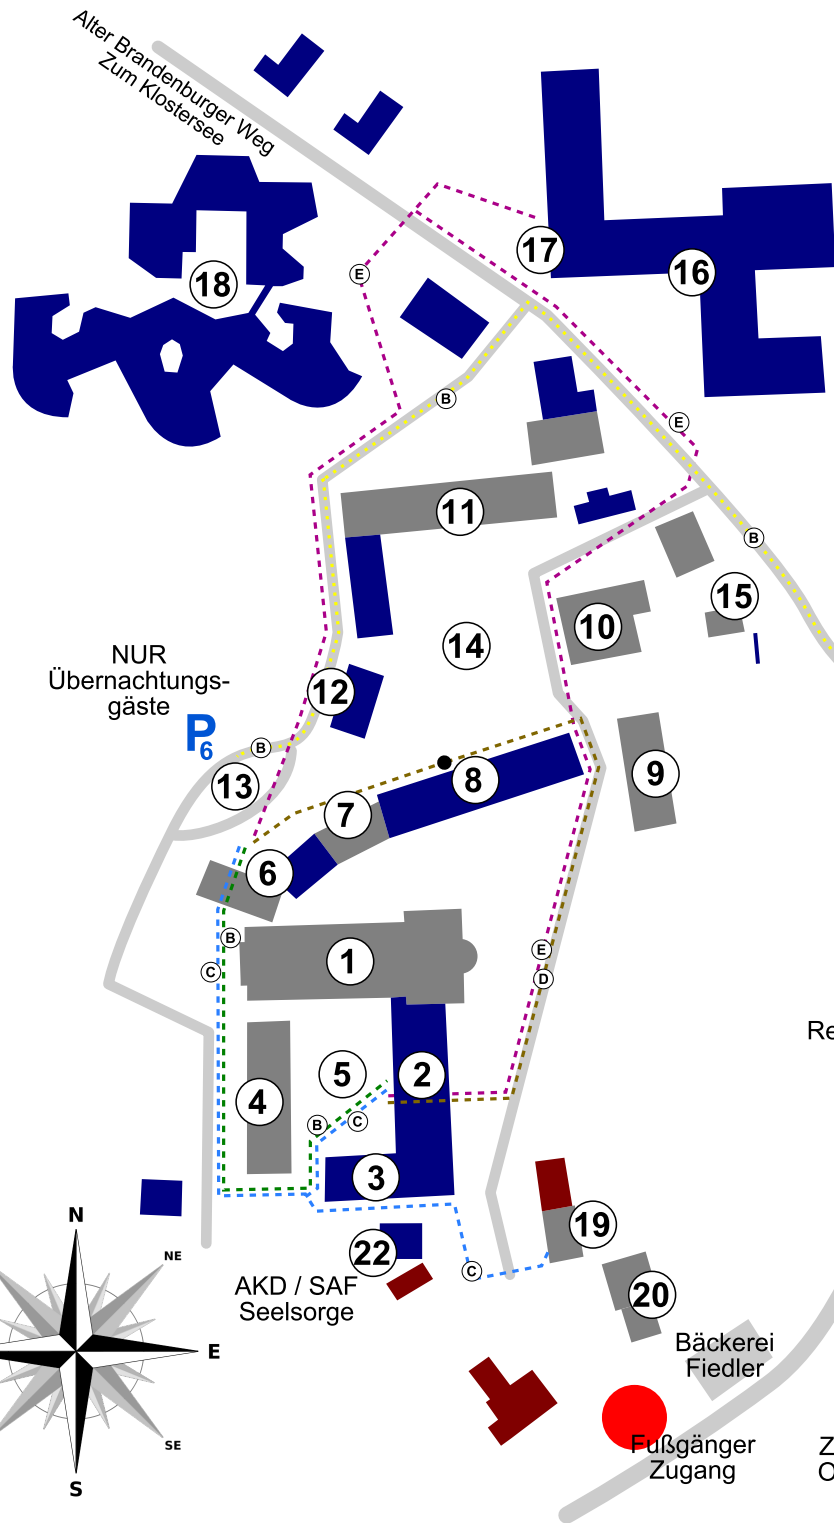 Alter Brandenburger Weg
Zum Klostersee
17
16
E
18
B
E
11
B
15
10
14
NUR
Übernachtungs-
gäste
12
P6
B
13
8
9
7
6
B
1
E
C
D
Re
5
2
4
B
C
3
19
22
C
AKD / SAF
Seelsorge
20
N
NE
E
SE
S
Bäckerei
Fiedler
Fußgänger
Zugang
Z
O